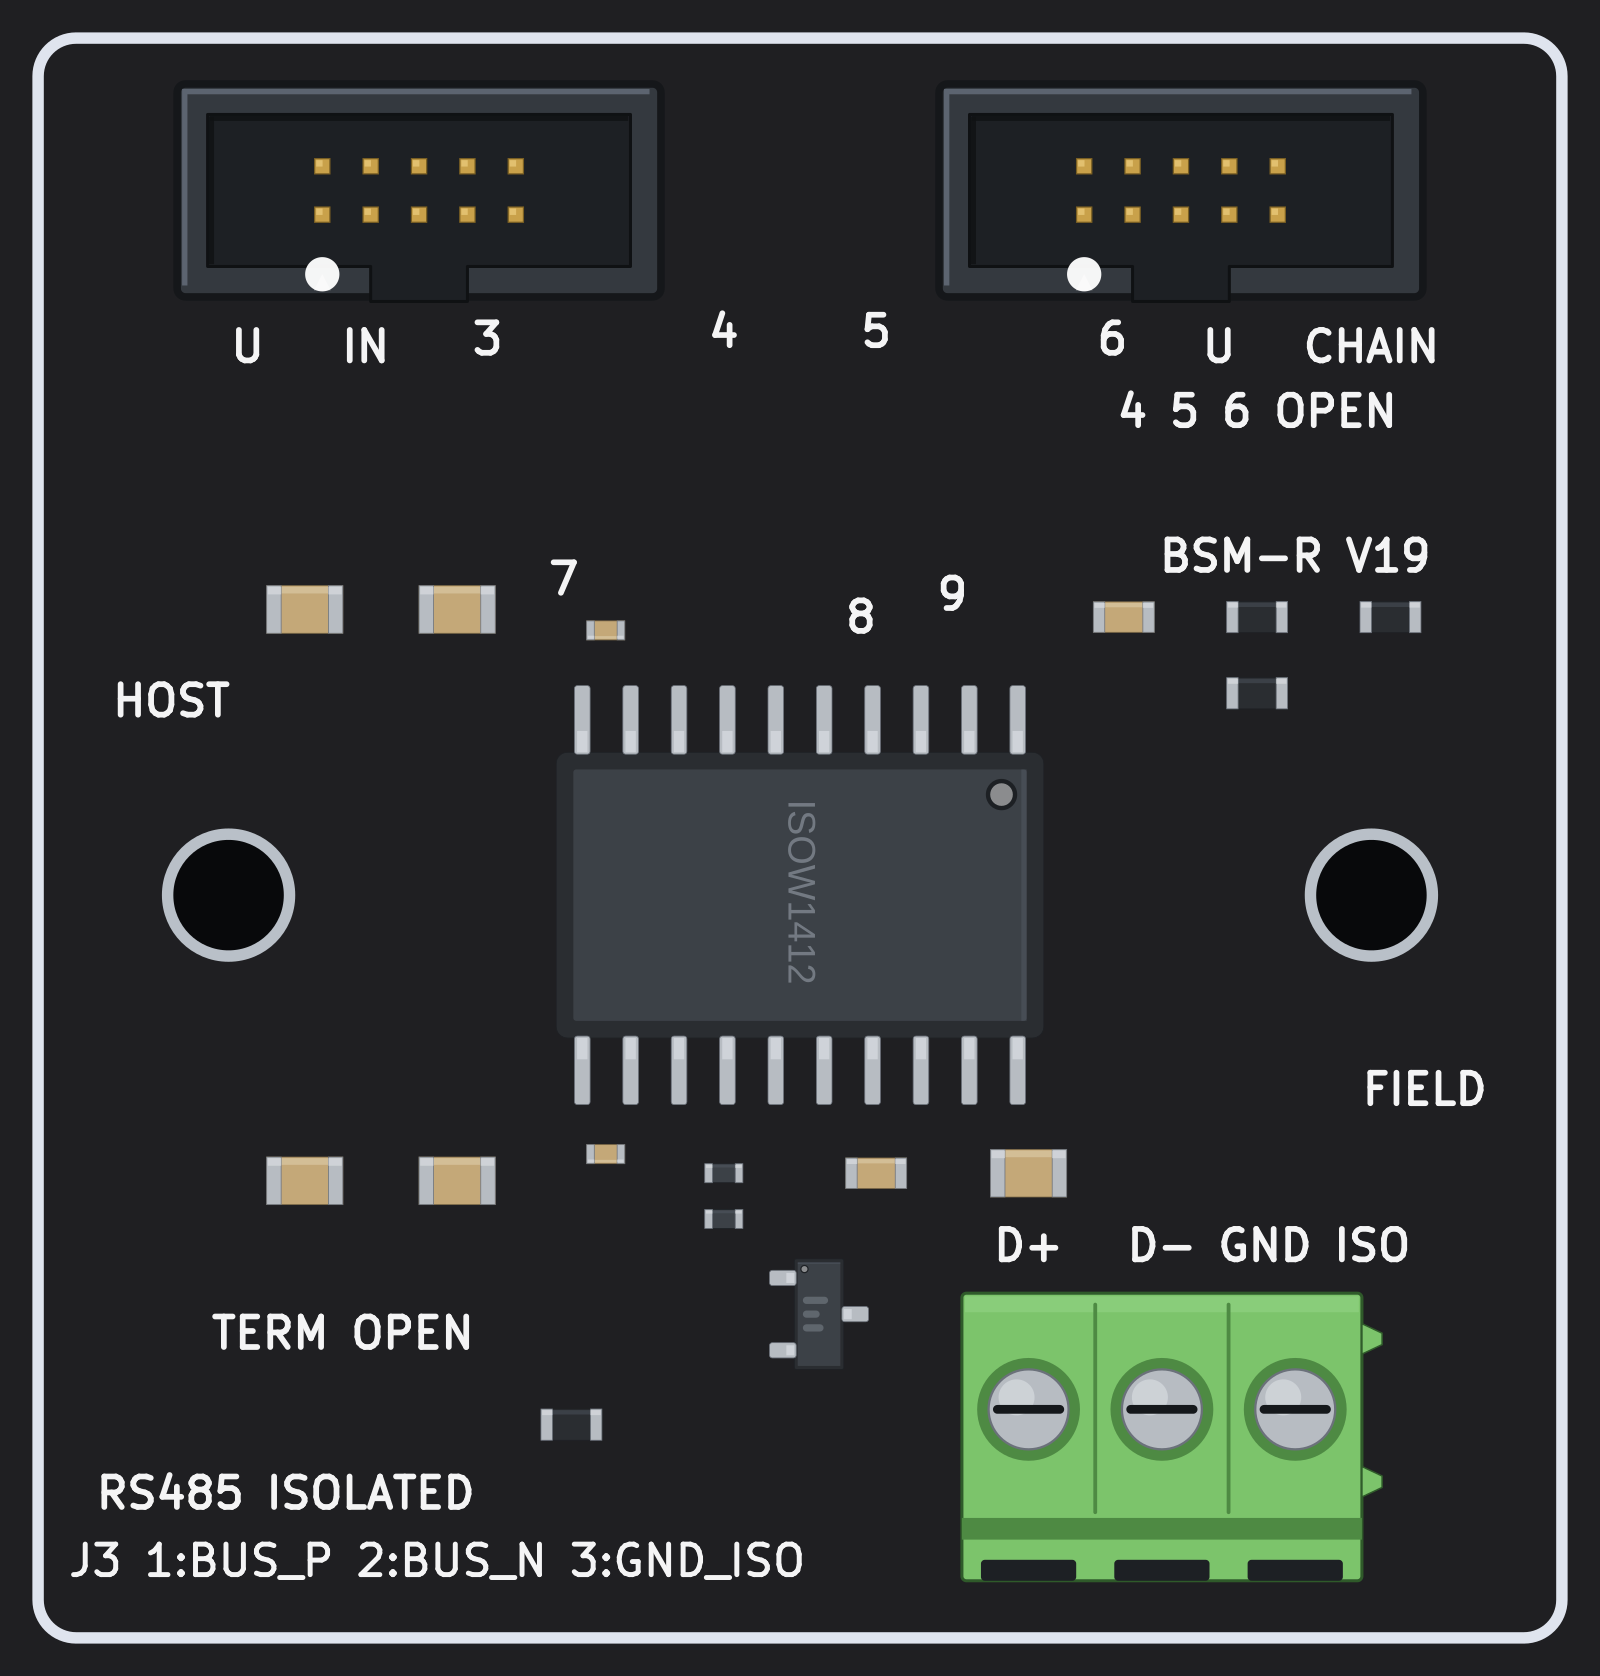 U IN 3 4 5 6 U CHAIN
4 5 6 OPEN
BSM-R V19
7 8 9
HOST
ISOW1412
FIELD
D+ D- GND ISO
TERM OPEN
RS485 ISOLATED
J3 1:BUS_P 2:BUS_N 3:GND_ISO